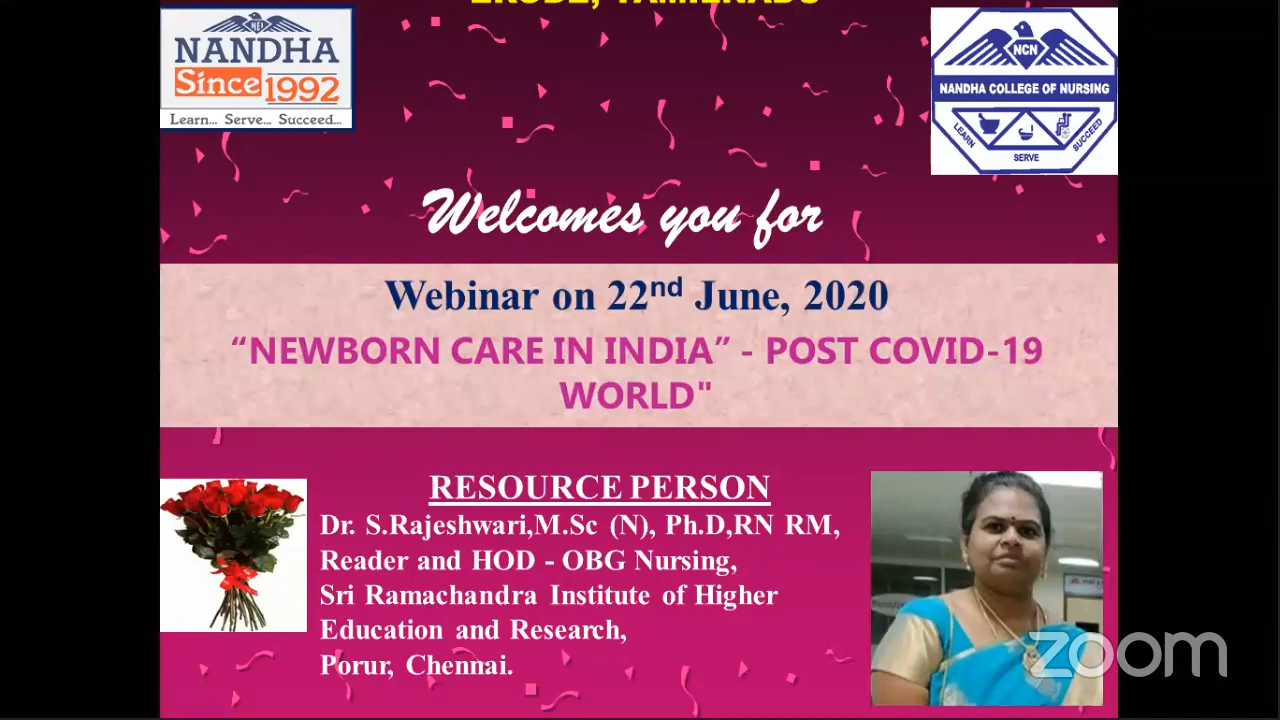 ERODE, TAMILNADU
NANDHA
Since 1992
Learn... Serve... Succeed...
NCN
NANDHA COLLEGE OF NURSING
LEARN
SERVE
SUCCEED
Welcomes you for
Webinar on 22nd June, 2020
“NEWBORN CARE IN INDIA” - POST COVID-19
WORLD"
RESOURCE PERSON
Dr. S.Rajeshwari,M.Sc (N), Ph.D,RN RM,
Reader and HOD - OBG Nursing,
Sri Ramachandra Institute of Higher
Education and Research,
Porur, Chennai.
zoom